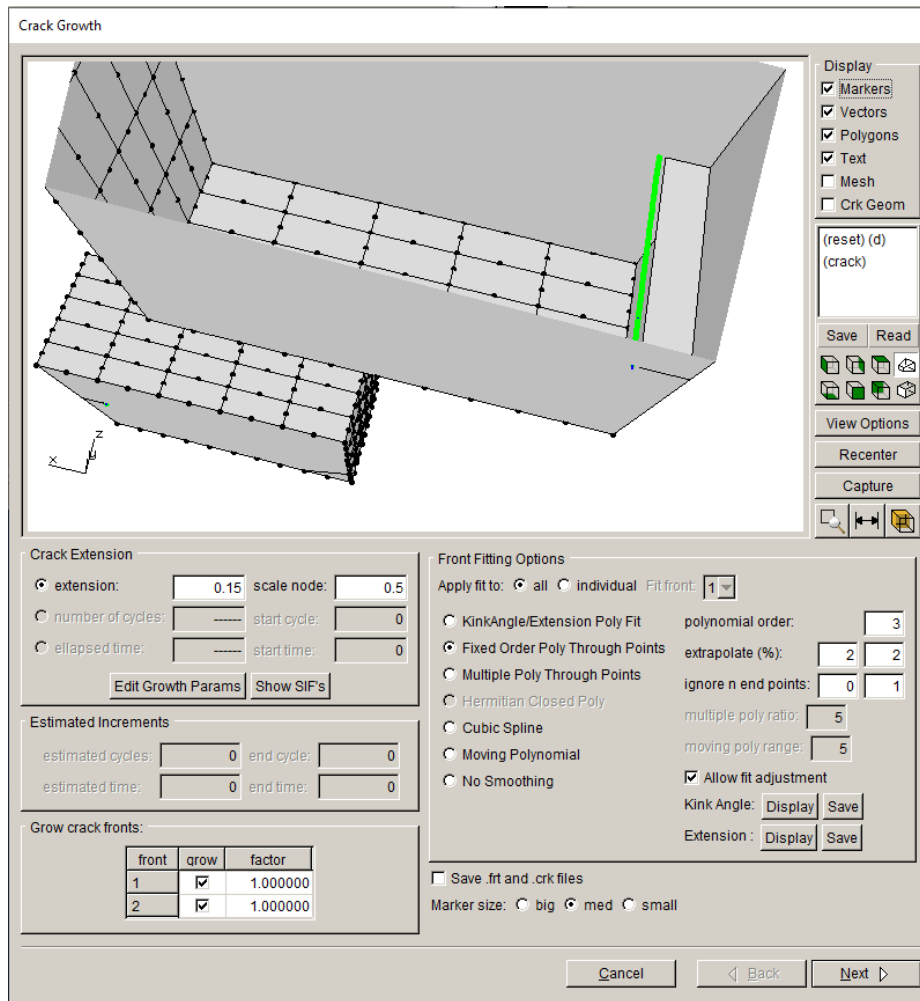 Crack Growth
Display
Markers
Vectors
Polygons
Text
Mesh
Crk Geom
(reset) (d)
(crack)
Save Read
View Options
Recenter
Capture
z
x y
Crack Extension
extension: 0.15 scale node: 0.5
number of cycles: ------ start cycle: 0
ellapsed time: ------ start time: 0
Edit Growth Params Show SIF's
Estimated Increments
estimated cycles: 0 end cycle: 0
estimated time: 0 end time: 0
Grow crack fronts:
front grow factor
1 1.000000
2 1.000000
Front Fitting Options
Apply fit to: all individual Fit front: 1
KinkAngle/Extension Poly Fit
Fixed Order Poly Through Points
Multiple Poly Through Points
Hermitian Closed Poly
Cubic Spline
Moving Polynomial
No Smoothing
polynomial order: 3
extrapolate (%): 2 2
ignore n end points: 0 1
multiple poly ratio: 5
moving poly range: 5
Allow fit adjustment
Kink Angle: Display Save
Extension : Display Save
Save .frt and .crk files
Marker size: big med small
Cancel Back Next